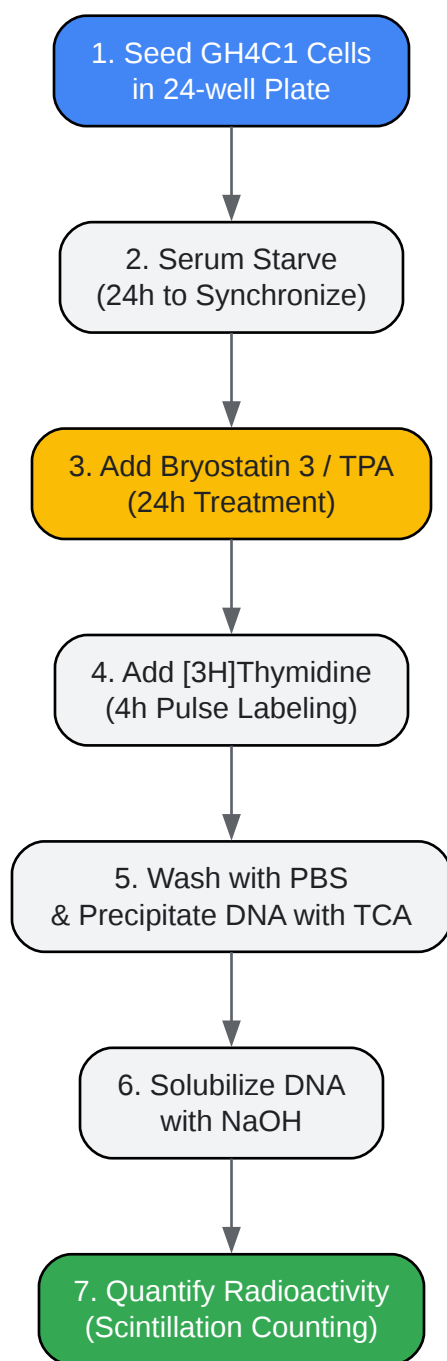 1. Seed GH4C1 Cells
in 24-well Plate
2. Serum Starve
(24h to Synchronize)
3. Add Bryostatin 3 / TPA
(24h Treatment)
4. Add [3H]Thymidine
(4h Pulse Labeling)
5. Wash with PBS
& Precipitate DNA with TCA
6. Solubilize DNA
with NaOH
7. Quantify Radioactivity
(Scintillation Counting)